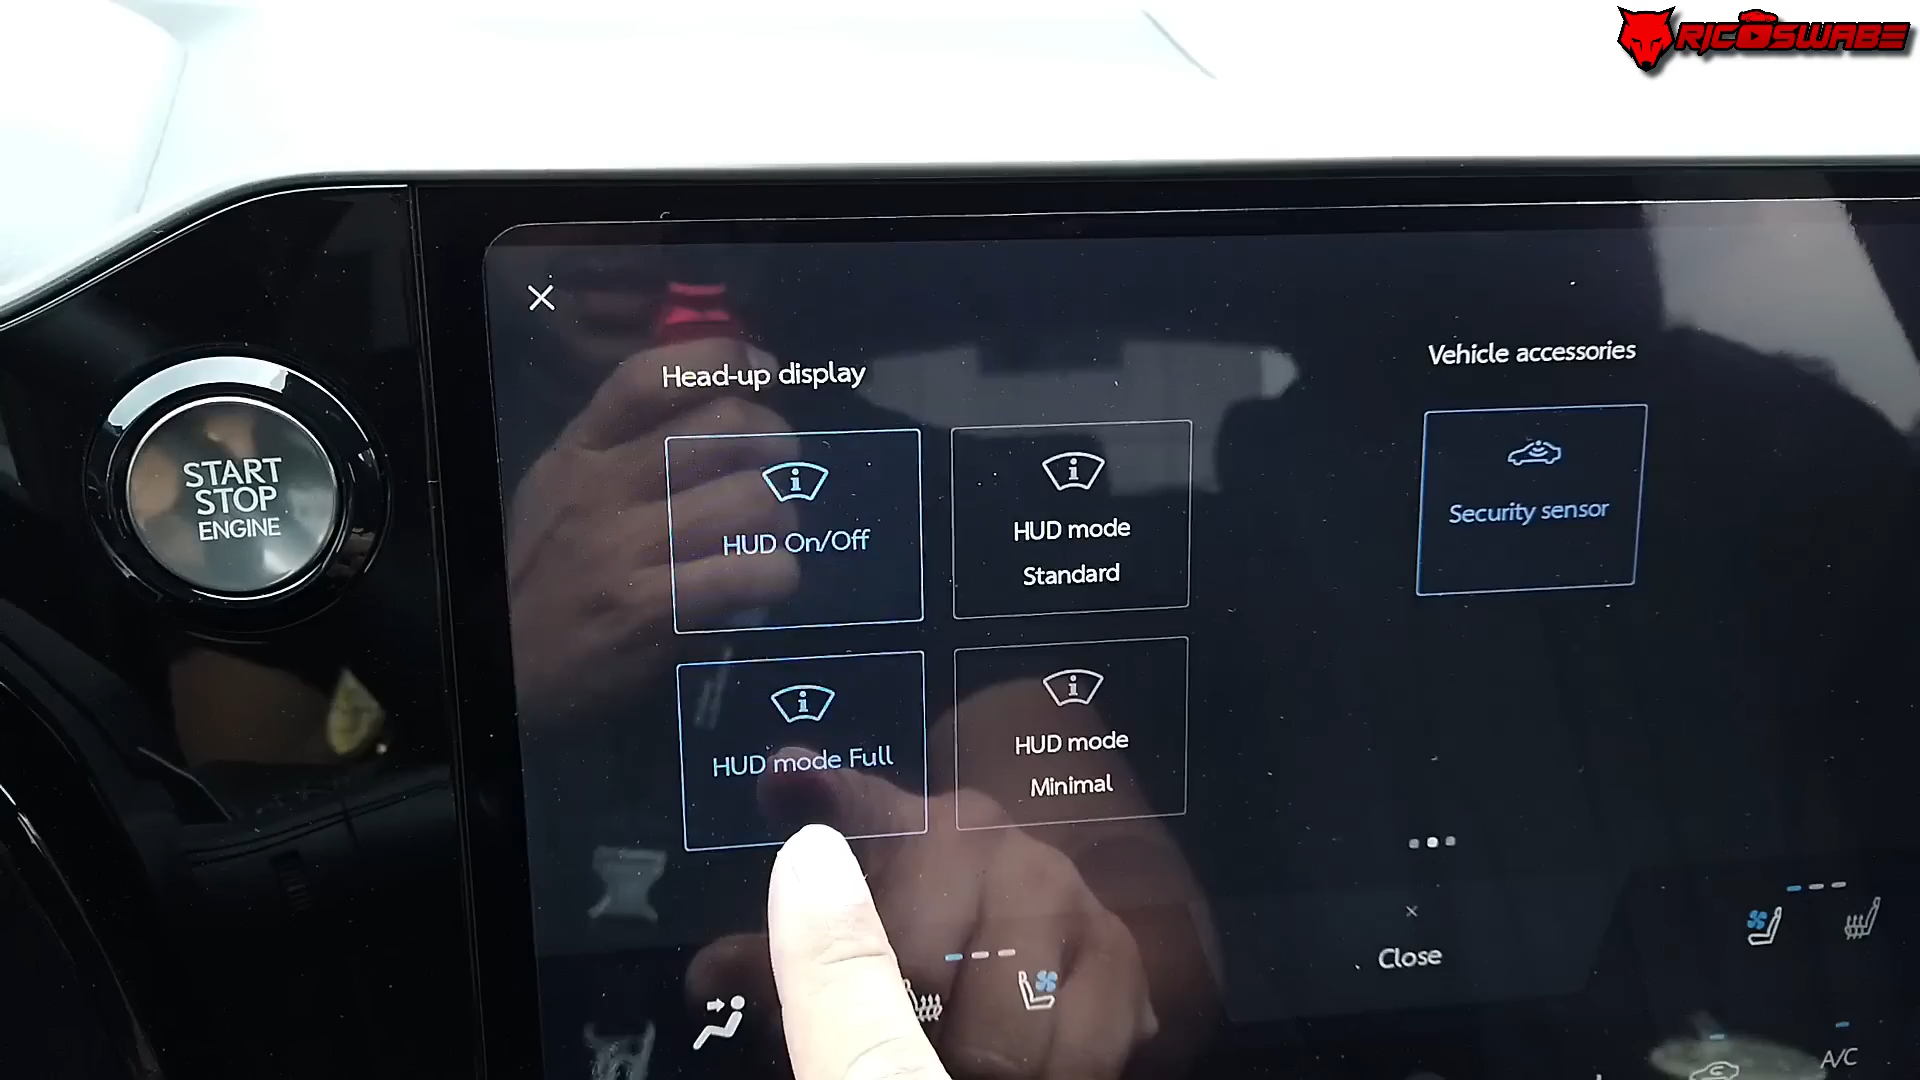 RICOSWABE
START
STOP
ENGINE
Head-up display
Vehicle accessories
HUD On/Off
HUD mode
Standard
Security sensor
HUD mode Full
HUD mode
Minimal
Close
A/C